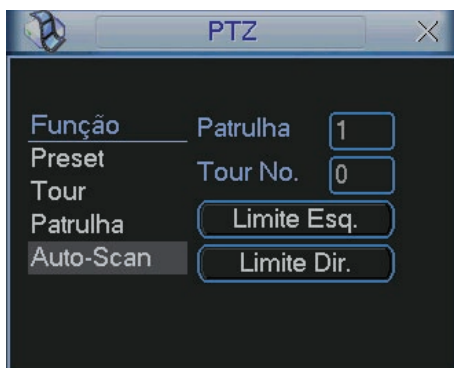 PTZ
Função
Preset
Tour
Patrulha
Auto-Scan
Patrulha 1
Tour No. 0
Limite Esq.
Limite Dir.